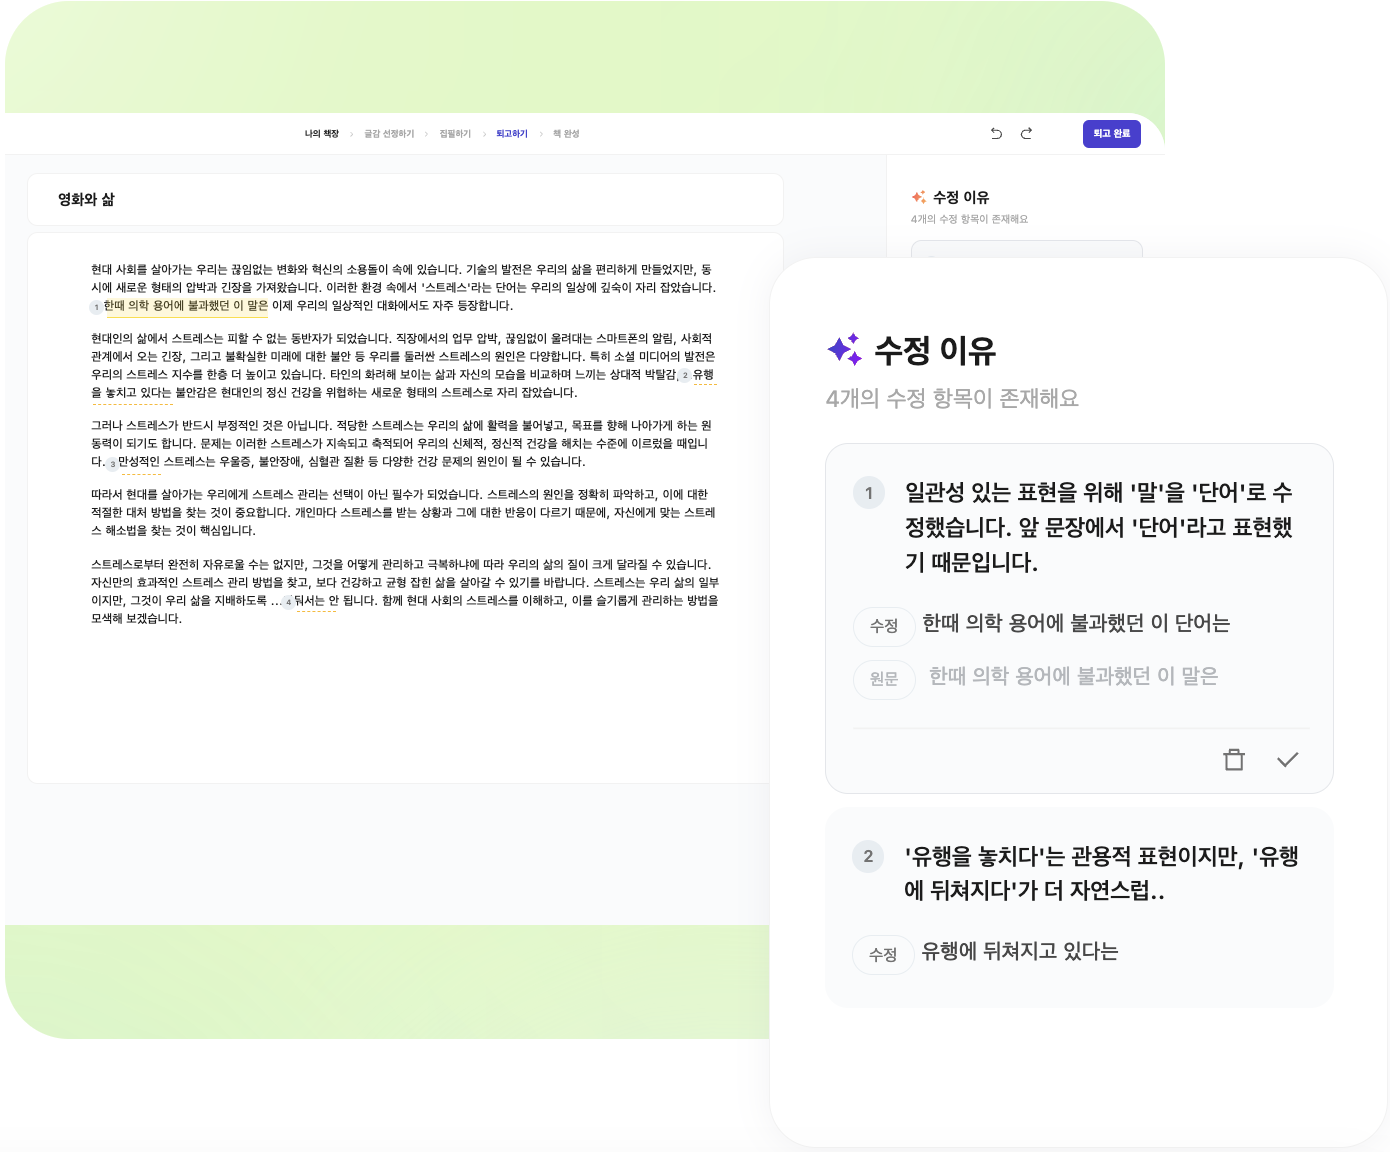 나의 책장 > 글감 선정하기 > 집필하기 > 퇴고하기 > 책 완성
퇴고 완료
영화와 삶
현대 사회를 살아가는 우리는 끊임없는 변화와 혁신의 소용돌이 속에 있습니다. 기술의 발전은 우리의 삶을 편리하게 만들었지만, 동
시에 새로운 형태의 압박과 긴장을 가져왔습니다. 이러한 환경 속에서 '스트레스'라는 단어는 우리의 일상에 깊숙이 자리 잡았습니다.
1 한때 의학 용어에 불과했던 이 말은 이제 우리의 일상적인 대화에서도 자주 등장합니다.
현대인의 삶에서 스트레스는 피할 수 없는 동반자가 되었습니다. 직장에서의 업무 압박, 끊임없이 울려대는 스마트폰의 알림, 사회적
관계에서 오는 긴장, 그리고 불확실한 미래에 대한 불안 등 우리를 둘러싼 스트레스의 원인은 다양합니다. 특히 소셜 미디어의 발전은
우리의 스트레스 지수를 한층 더 높이고 있습니다. 타인의 화려해 보이는 삶과 자신의 모습을 비교하며 느끼는 상대적 박탈감, 2 유행
을 놓치고 있다는 불안감은 현대인의 정신 건강을 위협하는 새로운 형태의 스트레스로 자리 잡았습니다.
그러나 스트레스가 반드시 부정적인 것은 아닙니다. 적당한 스트레스는 우리의 삶에 활력을 불어넣고, 목표를 향해 나아가게 하는 원
동력이 되기도 합니다. 문제는 이러한 스트레스가 지속되고 축적되어 우리의 신체적, 정신적 건강을 해치는 수준에 이르렀을 때입니
다. 3 만성적인 스트레스는 우울증, 불안장애, 심혈관 질환 등 다양한 건강 문제의 원인이 될 수 있습니다.
따라서 현대를 살아가는 우리에게 스트레스 관리는 선택이 아닌 필수가 되었습니다. 스트레스의 원인을 정확히 파악하고, 이에 대한
적절한 대처 방법을 찾는 것이 중요합니다. 개인마다 스트레스를 받는 상황과 그에 대한 반응이 다르기 때문에, 자신에게 맞는 스트레
스 해소법을 찾는 것이 핵심입니다.
스트레스로부터 완전히 자유로울 수는 없지만, 그것을 어떻게 관리하고 극복하냐에 따라 우리의 삶의 질이 크게 달라질 수 있습니다.
자신만의 효과적인 스트레스 관리 방법을 찾고, 보다 건강하고 균형 잡힌 삶을 살아갈 수 있기를 바랍니다. 스트레스는 우리 삶의 일부
이지만, 그것이 우리 삶을 지배하도록 ... 4 둬서는 안 됩니다. 함께 현대 사회의 스트레스를 이해하고, 이를 슬기롭게 관리하는 방법을
모색해 보겠습니다.
수정 이유
4개의 수정 항목이 존재해요
수정 이유
4개의 수정 항목이 존재해요
1 일관성 있는 표현을 위해 '말'을 '단어'로 수
정했습니다. 앞 문장에서 '단어'라고 표현했
기 때문입니다.
수정 한때 의학 용어에 불과했던 이 단어는
원문 한때 의학 용어에 불과했던 이 말은
2 '유행을 놓치다'는 관용적 표현이지만, '유행
에 뒤쳐지다'가 더 자연스럽..
수정 유행에 뒤쳐지고 있다는